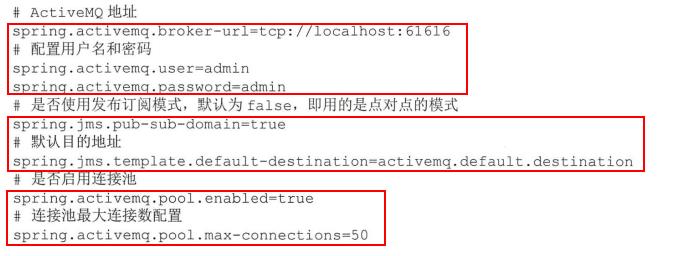 # ActiveMQ 地址
spring.activemq.broker-url=tcp://localhost:61616
# 配置用户名和密码
spring.activemq.user=admin
spring.activemq.password=admin
# 是否使用发布订阅模式，默认为 false，即用的是点对点的模式
spring.jms.pub-sub-domain=true
# 默认目的地址
spring.jms.template.default-destination=activemq.default.destination
# 是否启用连接池
spring.activemq.pool.enabled=true
# 连接池最大连接数配置
spring.activemq.pool.max-connections=50